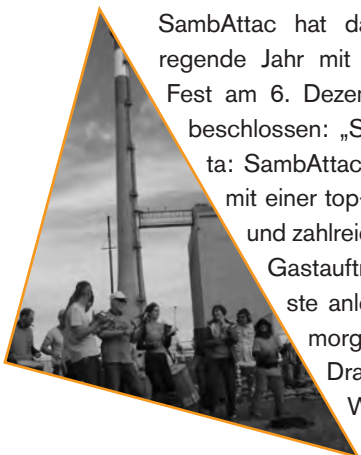 SambAttac hat da
regende Jahr mit
Fest am 6. Dezem
beschlossen: „S
ta: SambAttac
mit einer top-
und zahlreic
Gastauftr
ste anl
morg
Dra
W